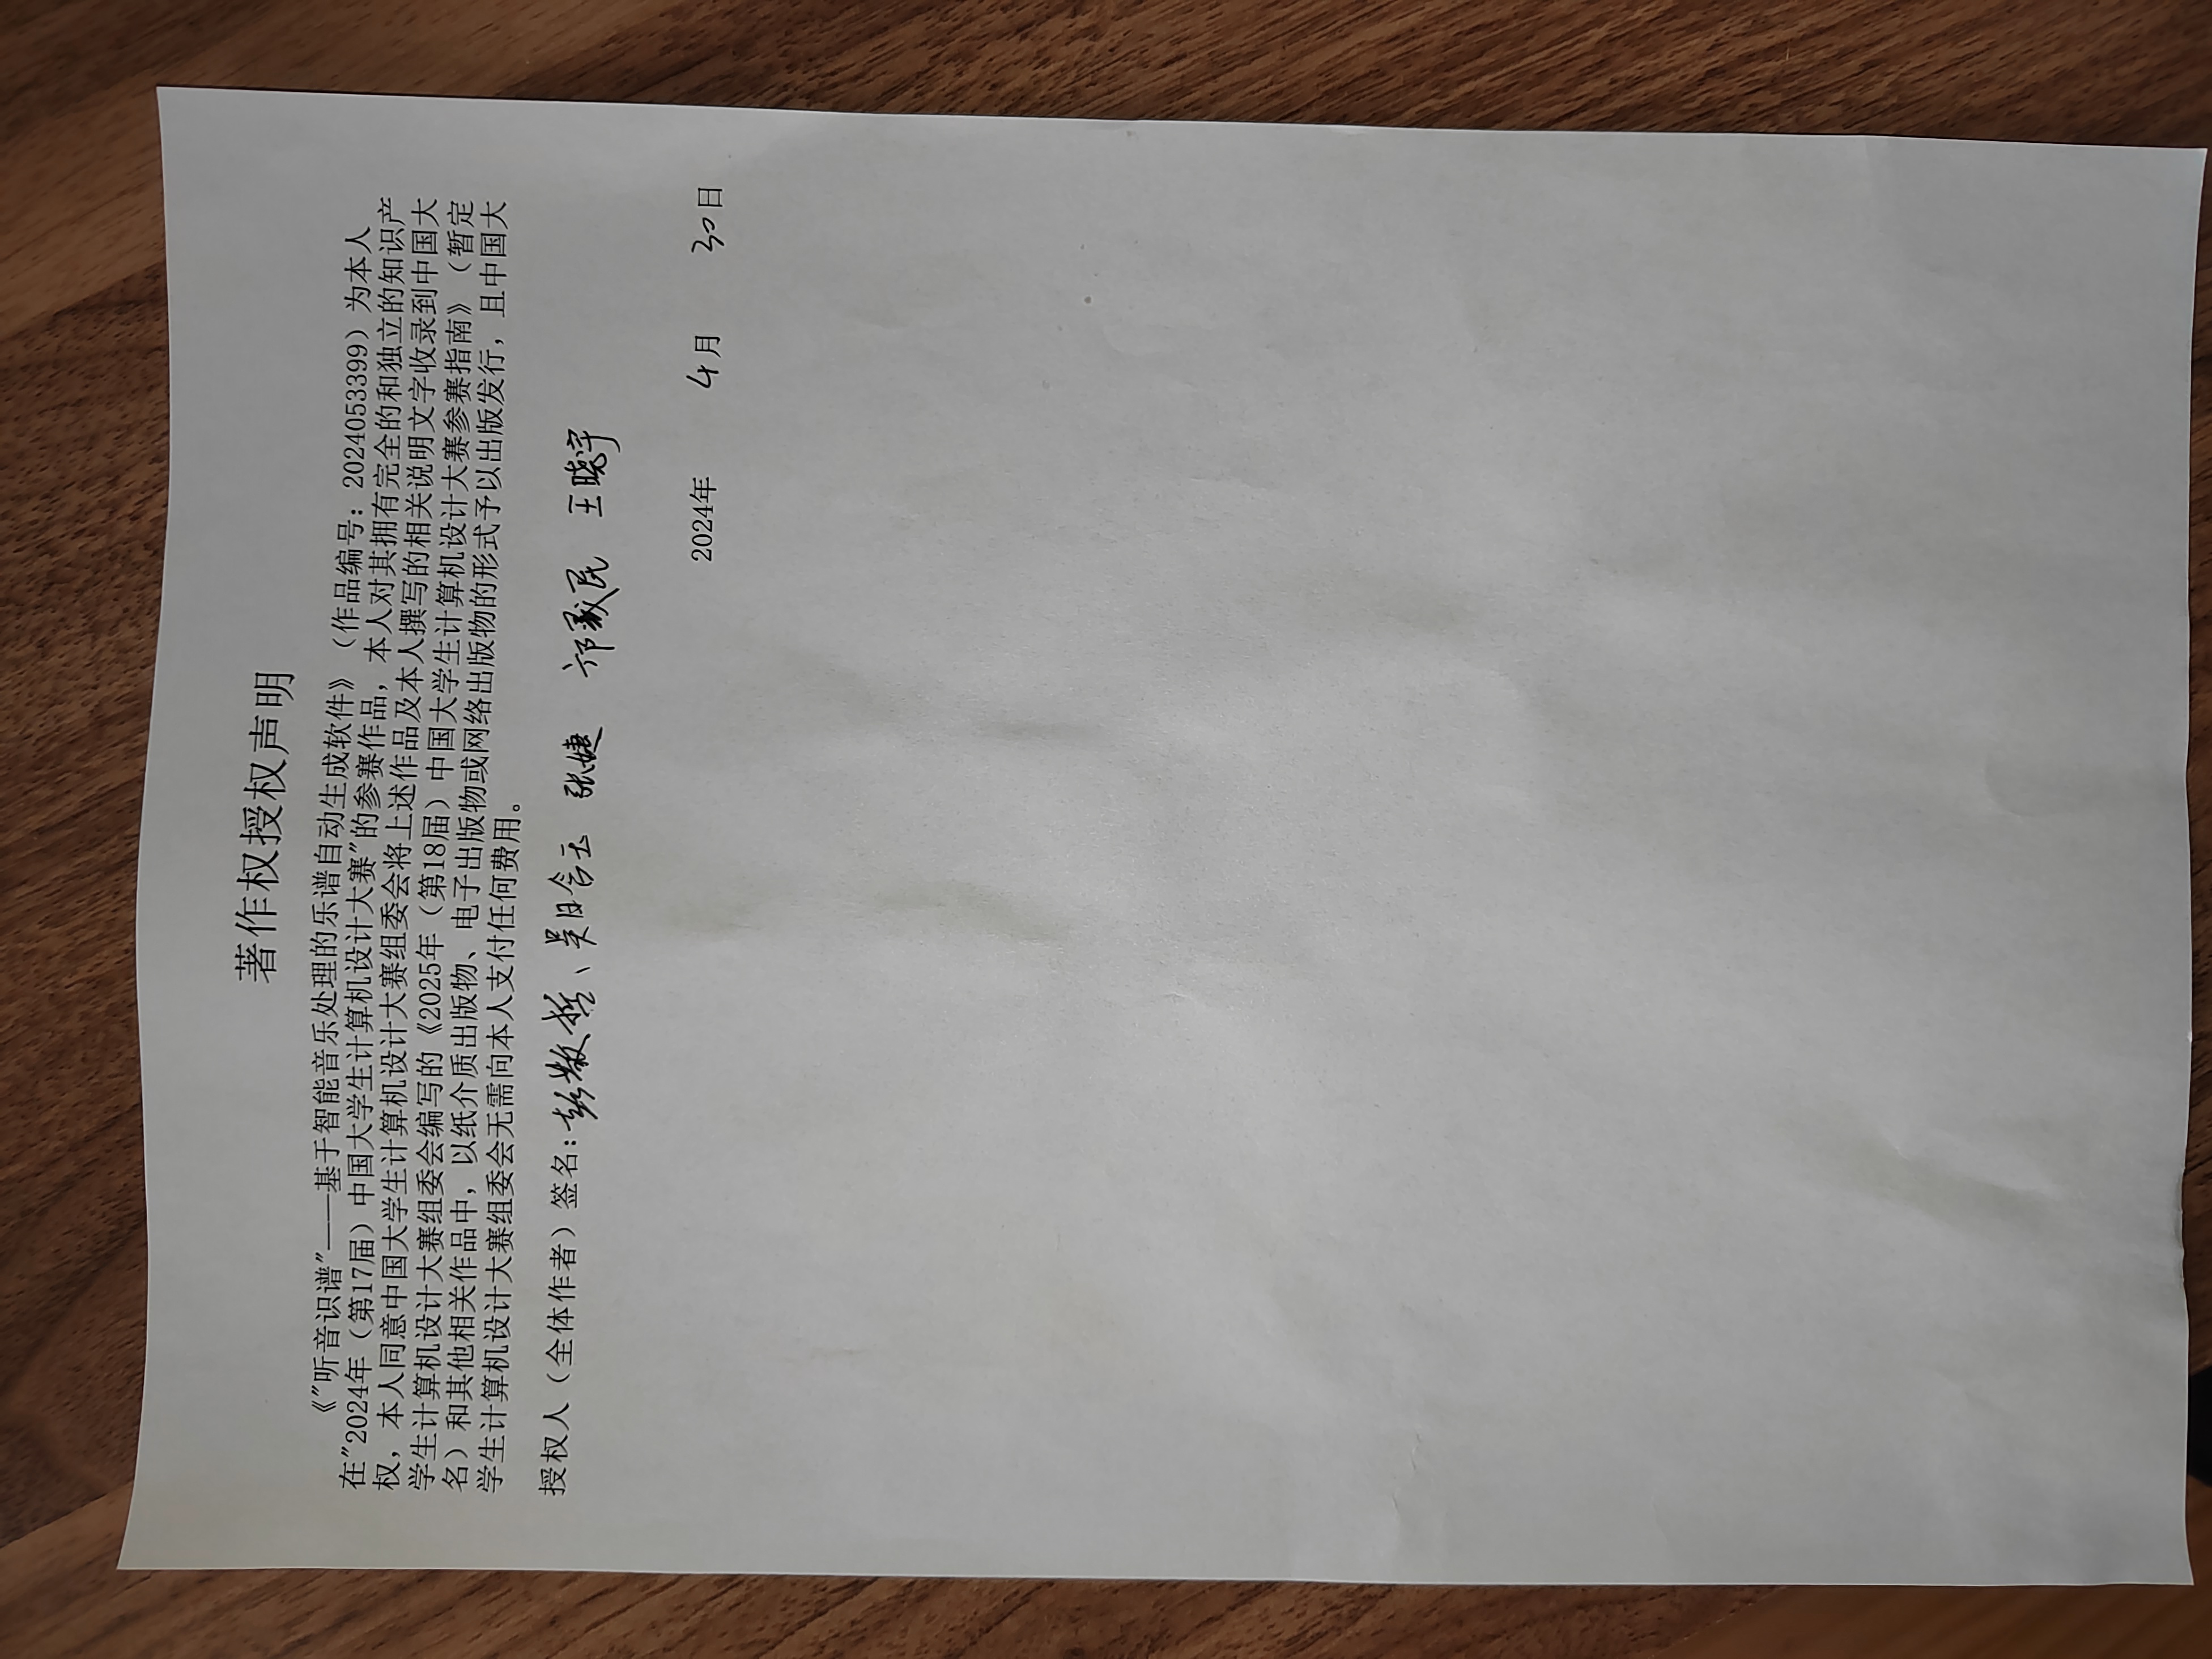 著作权授权声明
《"听音识谱"——基于智能音乐处理的乐谱自动生成软件》（作品编号：2024053399）为本人
在"2024年（第17届）中国大学生计算机设计大赛"的参赛作品，本人对其拥有完全的和独立的知识产
权，本人同意中国大学生计算机设计大赛组委会将上述作品及本人撰写的相关说明文字收录到中国大
学生计算机设计大赛组委会编写的《2025年（第18届）中国大学生计算机设计大赛参赛指南》（暂定
名）和其他相关作品中，以纸介质出版物、电子出版物或网络出版物的形式予以出版发行，且中国大
学生计算机设计大赛组委会无需向本人支付任何费用。
授权人（全体作者）签名：彭哲、吴晗玉 张婕 民 王晓宇
2024年 4月 30日